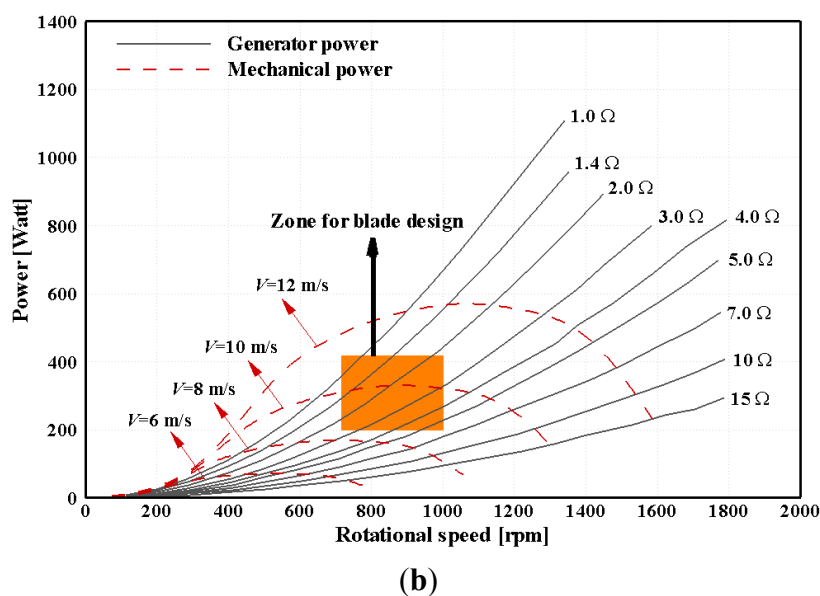 1400
1200
1000
800
600
400
200
0
Power [Watt]
Generator power
Mechanical power
1.0 Ω
1.4 Ω
2.0 Ω
3.0 Ω
4.0 Ω
5.0 Ω
7.0 Ω
10 Ω
15 Ω
Zone for blade design
V=12 m/s
V=10 m/s
V=8 m/s
V=6 m/s
0 200 400 600 800 1000 1200 1400 1600 1800 2000
Rotational speed [rpm]
(b)